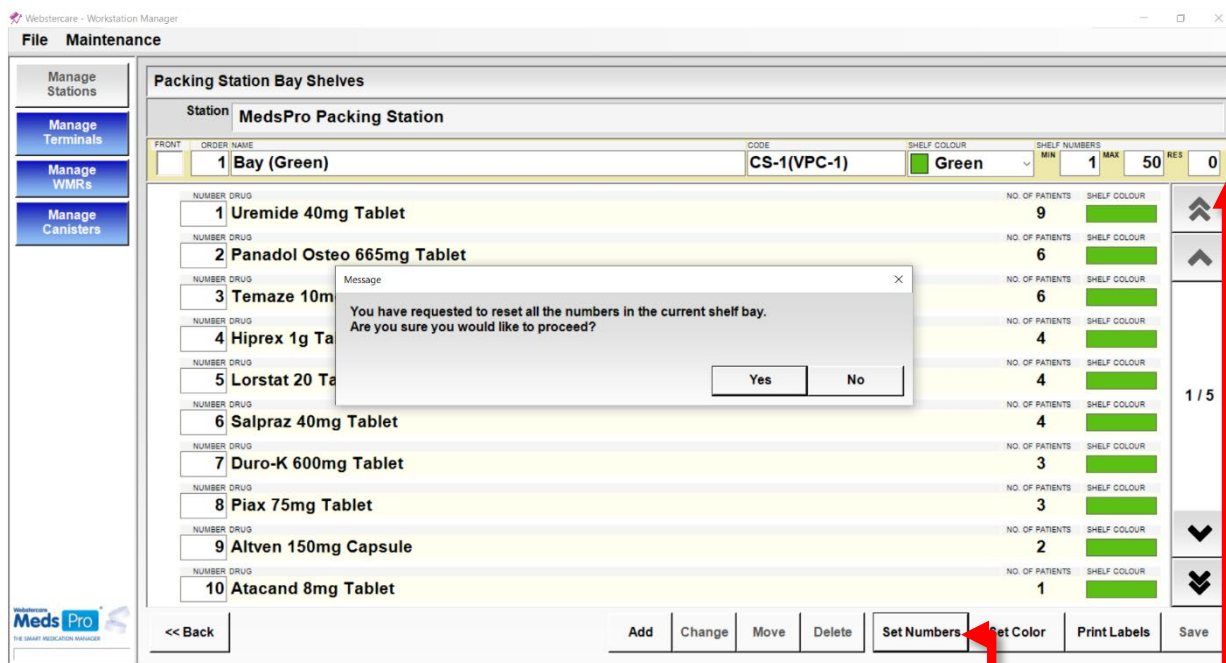 Webstercare - Workstation Manager
File Maintenance
Manage Stations
Manage Terminals
Manage WMRs
Manage Canisters
Packing Station Bay Shelves
Station MedsPro Packing Station
FRONT ORDER NAME CODE SHELF COLOUR SHELF NUMBERS
1 Bay (Green) CS-1(VPC-1) Green MIN 1 MAX 50 RES 0
NUMBER DRUG NO. OF PATIENTS SHELF COLOUR
1 Uremide 40mg Tablet 9
NUMBER DRUG NO. OF PATIENTS SHELF COLOUR
2 Panadol Osteo 665mg Tablet 6
NUMBER DRUG NO. OF PATIENTS SHELF COLOUR
3 Temaze 10m 6
NUMBER DRUG NO. OF PATIENTS SHELF COLOUR
4 Hiprex 1g Ta 4
NUMBER DRUG NO. OF PATIENTS SHELF COLOUR
5 Lorstat 20 Ta 4
NUMBER DRUG NO. OF PATIENTS SHELF COLOUR
6 Salpraz 40mg Tablet 4
NUMBER DRUG NO. OF PATIENTS SHELF COLOUR
7 Duro-K 600mg Tablet 3
NUMBER DRUG NO. OF PATIENTS SHELF COLOUR
8 Piax 75mg Tablet 3
NUMBER DRUG NO. OF PATIENTS SHELF COLOUR
9 Altven 150mg Capsule 2
NUMBER DRUG NO. OF PATIENTS SHELF COLOUR
10 Atacand 8mg Tablet 1
1 / 5
Message
You have requested to reset all the numbers in the current shelf bay.
Are you sure you would like to proceed?
Yes No
Webstercare
Meds Pro
THE SMART MEDICATION MANAGER
<< Back Add Change Move Delete Set Numbers Set Color Print Labels Save